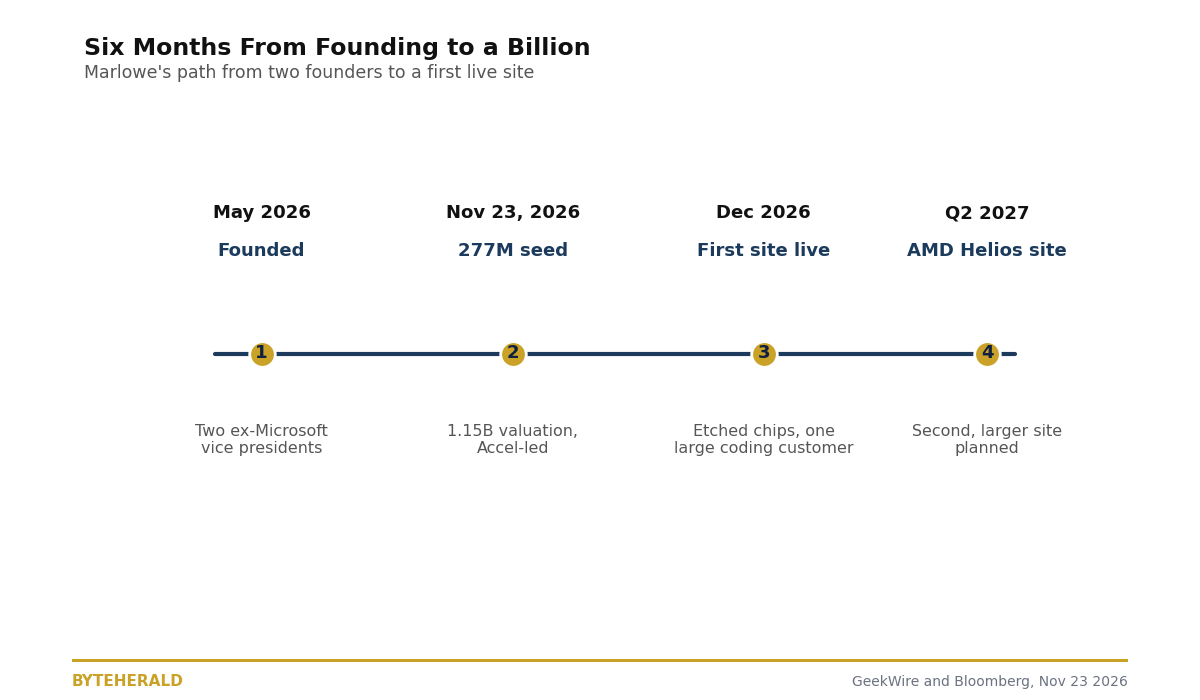 Six Months From Founding to a Billion
Marlowe's path from two founders to a first live site
May 2026
Founded
1
Two ex-Microsoft
vice presidents
Nov 23, 2026
277M seed
2
1.15B valuation,
Accel-led
Dec 2026
First site live
3
Etched chips, one
large coding customer
Q2 2027
AMD Helios site
4
Second, larger site
planned
BYTEHERALD
GeekWire and Bloomberg, Nov 23 2026